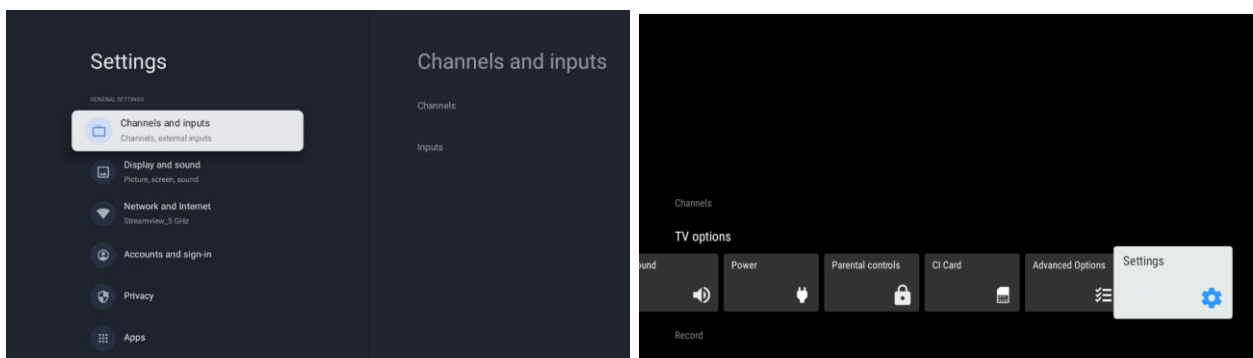 Settings
GENERAL SETTINGS
Channels and inputs
Channels, external inputs
Display and sound
Picture, screen, sound
Network and Internet
Streamview_5 GHz
Accounts and sign-in
Privacy
Apps
Channels and inputs
Channels
Inputs
Channels
TV options
ound
Power
Parental controls
CI Card
Advanced Options
Settings
Record